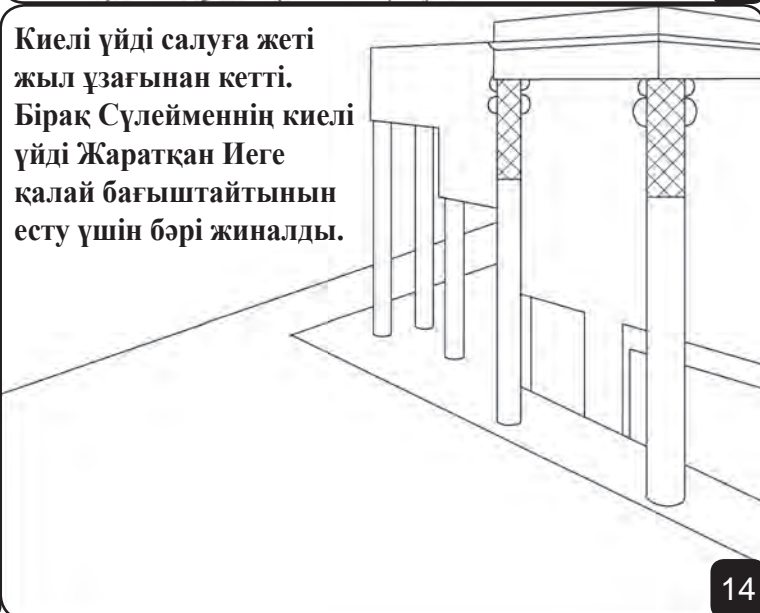 Киелі үйді салуға жеті
жыл ұзағынан кетті.
Бірақ Сүлейменнің киелі
үйді Жаратқан Иеге
қалай бағыштайтынын
есту үшін бәрі жиналды.
14